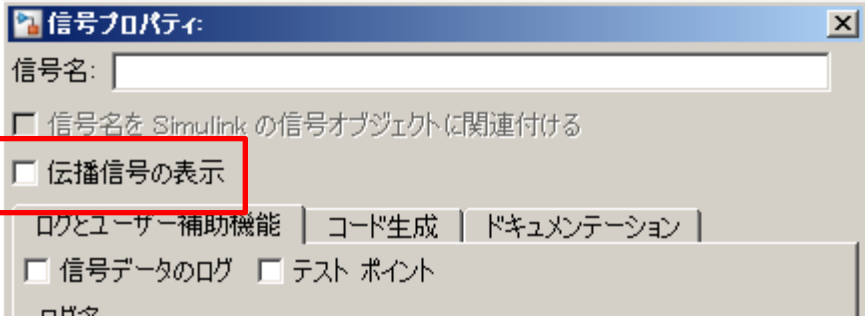 信号プロパティ:
信号名:
信号名を Simulink の信号オブジェクトに関連付ける
伝播信号の表示
ログとユーザー補助機能 コード生成 ドキュメンテーション
信号データのログ テスト ポイント
ログ名